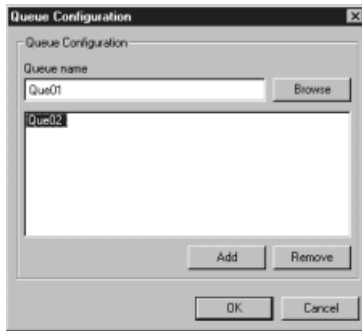 Queue Configuration
Queue Configuration
Queue name
Que01
Browse
Que02
Add
Remove
OK
Cancel